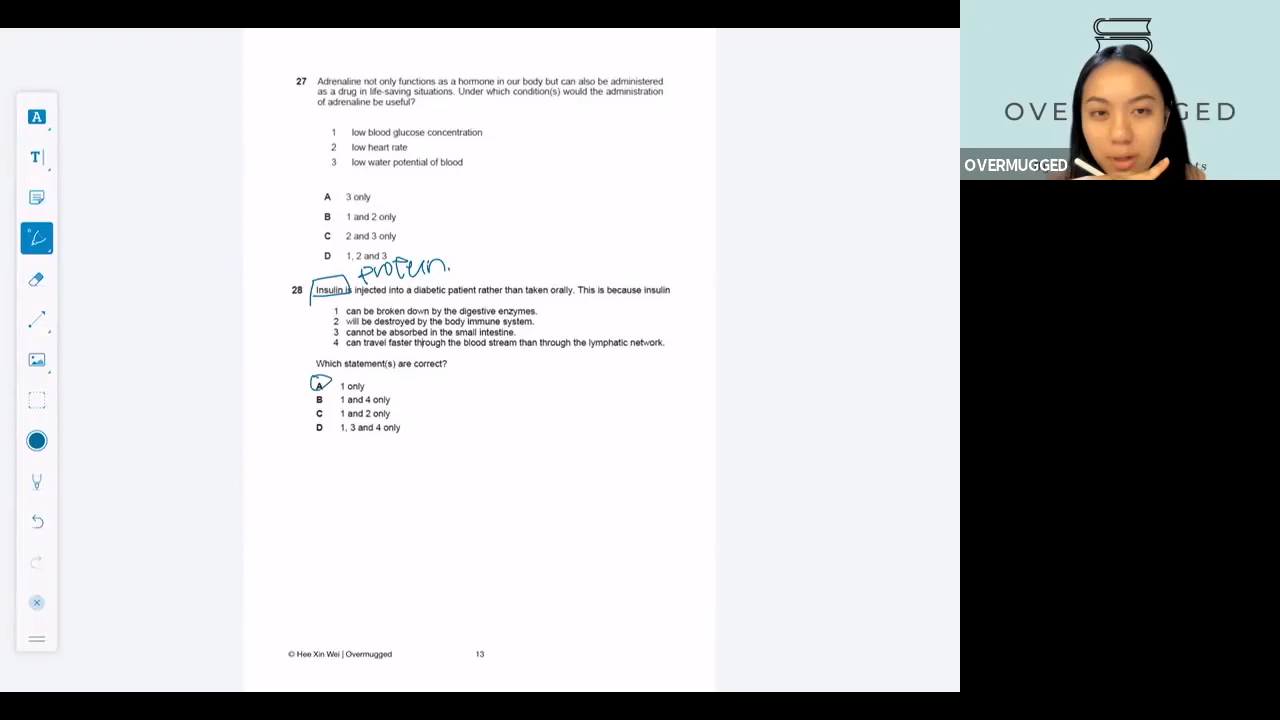 27 Adrenaline not only functions as a hormone in our body but can also be administered
as a drug in life-saving situations. Under which condition(s) would the administration
of adrenaline be useful?
1 low blood glucose concentration
2 low heart rate
3 low water potential of blood
A 3 only
B 1 and 2 only
C 2 and 3 only
D 1, 2 and 3
protein.
28 Insulin is injected into a diabetic patient rather than taken orally. This is because insulin
1 can be broken down by the digestive enzymes.
2 will be destroyed by the body immune system.
3 cannot be absorbed in the small intestine.
4 can travel faster through the blood stream than through the lymphatic network.
Which statement(s) are correct?
A 1 only
B 1 and 4 only
C 1 and 2 only
D 1, 3 and 4 only
© Hee Xin Wei | Overmugged 13
A
T
OVERMUGGED